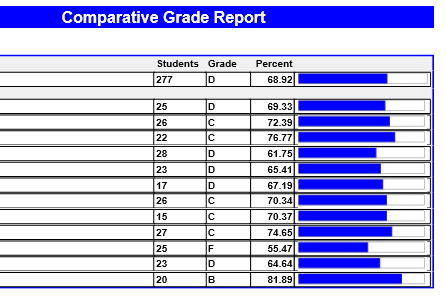 Comparative Grade Report
Students Grade Percent
277 D 68.92
25 D 69.33
26 C 72.39
22 C 76.77
28 D 61.75
23 D 65.41
17 D 67.19
26 C 70.34
15 C 70.37
27 C 74.65
25 F 55.47
23 D 64.64
20 B 81.89